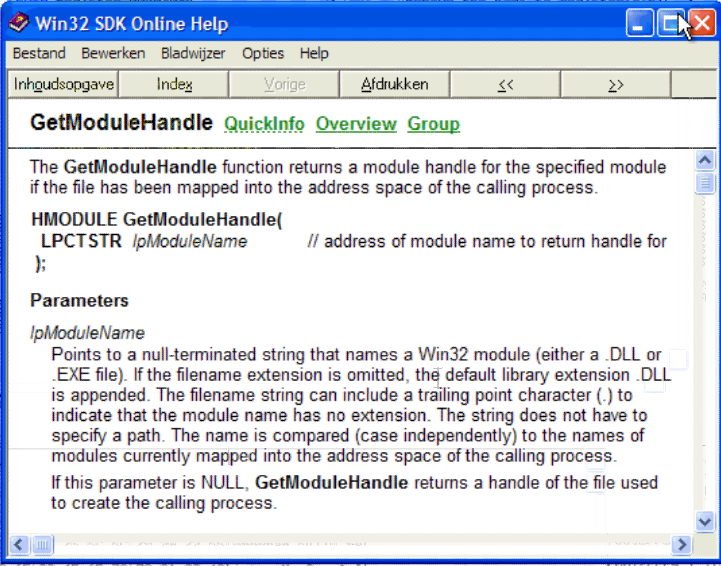 Win32 SDK Online Help
Bestand Bewerken Bladwijzer Opties Help
Inhoudsopgave Index Vorige Afdrukken << >>
GetModuleHandle QuickInfo Overview Group
The GetModuleHandle function returns a module handle for the specified module
if the file has been mapped into the address space of the calling process.
HMODULE GetModuleHandle(
LPCTSTR lpModuleName // address of module name to return handle for
);
Parameters
lpModuleName
Points to a null-terminated string that names a Win32 module (either a .DLL or
.EXE file). If the filename extension is omitted, the default library extension .DLL
is appended. The filename string can include a trailing point character (.) to
indicate that the module name has no extension. The string does not have to
specify a path. The name is compared (case independently) to the names of
modules currently mapped into the address space of the calling process.
If this parameter is NULL, GetModuleHandle returns a handle of the file used
to create the calling process.